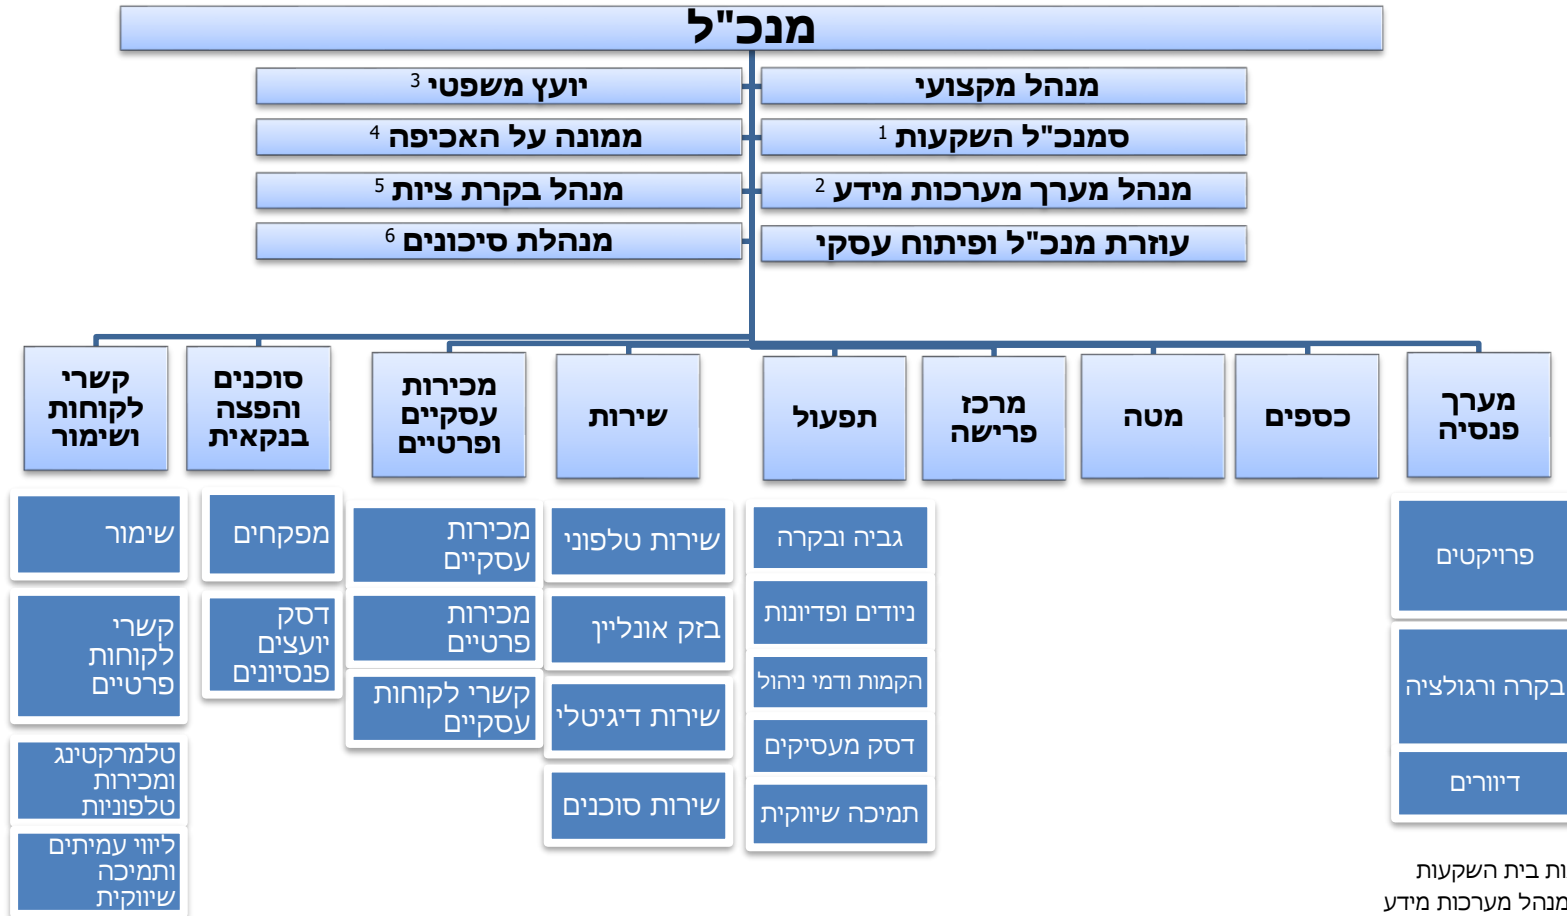 מנכ"ל
מנהל מקצועי
יועץ משפטי 3
סמנכ"ל השקעות 1
ממונה על האכיפה 4
מנהל מערך מערכות מידע 2
מנהל בקרת ציות 5
עוזרת מנכ"ל ופיתוח עסקי
מנהלת סיכונים 6
מערך
פנסיה
כספים
מטה
מרכז
פרישה
תפעול
שירות
מכירות
עסקיים
ופרטיים
סוכנים
והפצה
בנקאית
קשרי
לקוחות
ושימור
פרויקטים
בקרה ורגולציה
דיוורים
גביה ובקרה
ניודים ופדיונות
הקמות ודמי ניהול
דסק מעסיקים
תמיכה שיווקית
שירות טלפוני
בזק אונליין
שירות דיגיטלי
שירות סוכנים
מכירות
עסקיים
מכירות
פרטיים
קשרי לקוחות
עסקיים
מפקחים
דסק
יועצים
פנסיונים
שימור
קשרי
לקוחות
פרטיים
טלמרקטינג
ומכירות
טלפוניות
ליווי עמיתים
ותמיכה
שיווקית
ות בית השקעות
מנהל מערכות מידע